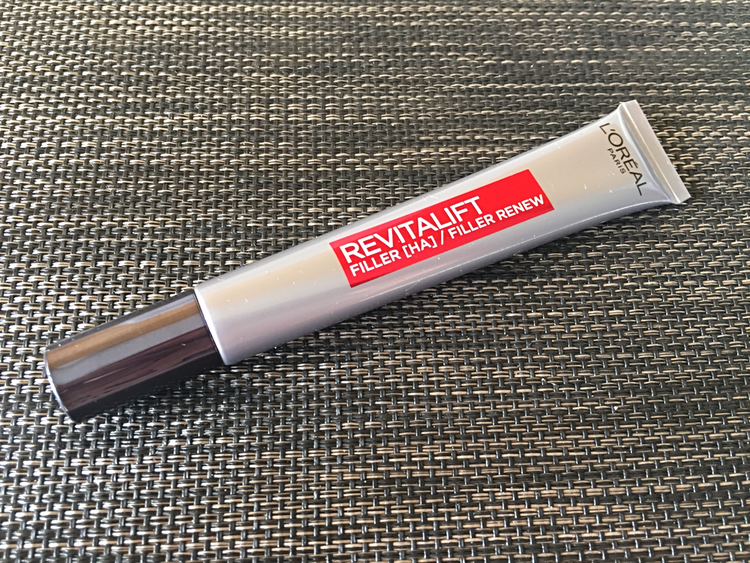 L'ORÉAL
PARIS
REVITALIFT
FILLER [HA] / FILLER RENEW